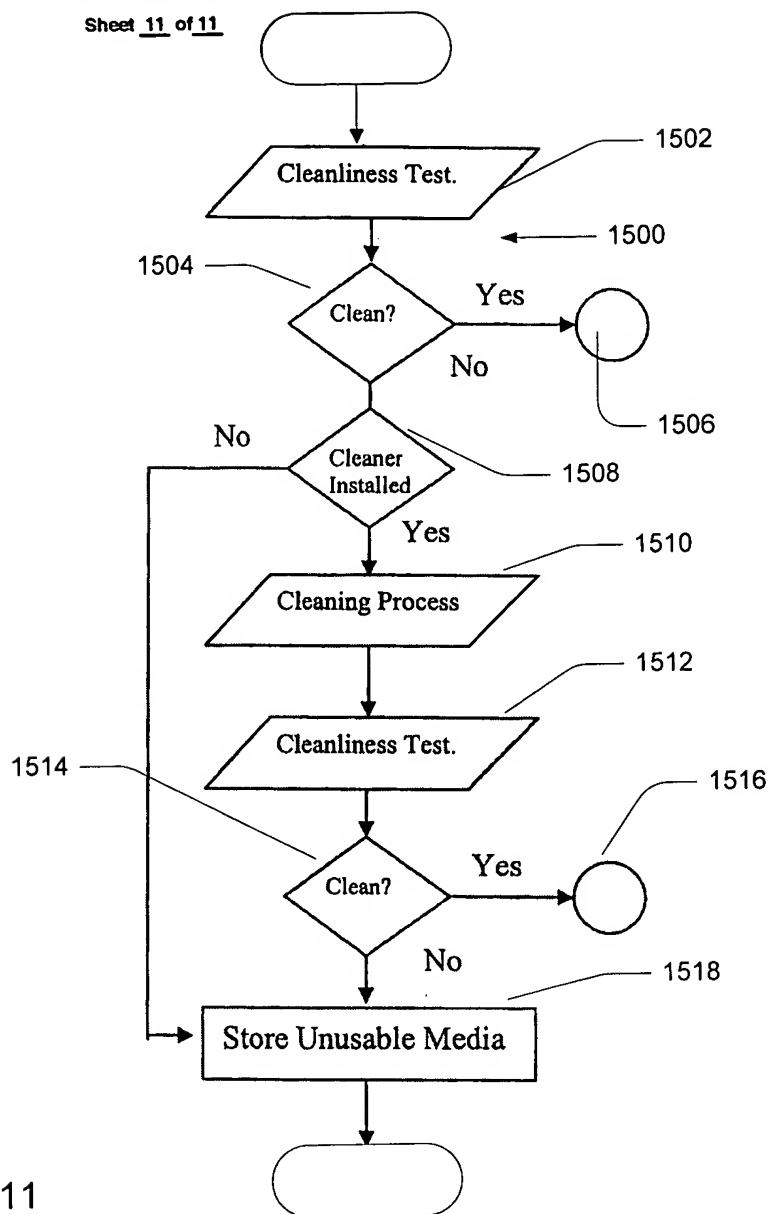 Sheet 11 of 11
1502
Cleanliness Test.
1500
1504
Clean?
Yes
No
1506
No
Cleaner
Installed
1508
Yes
1510
Cleaning Process
1512
Cleanliness Test.
1514
1516
Clean?
Yes
No
1518
Store Unusable Media
11